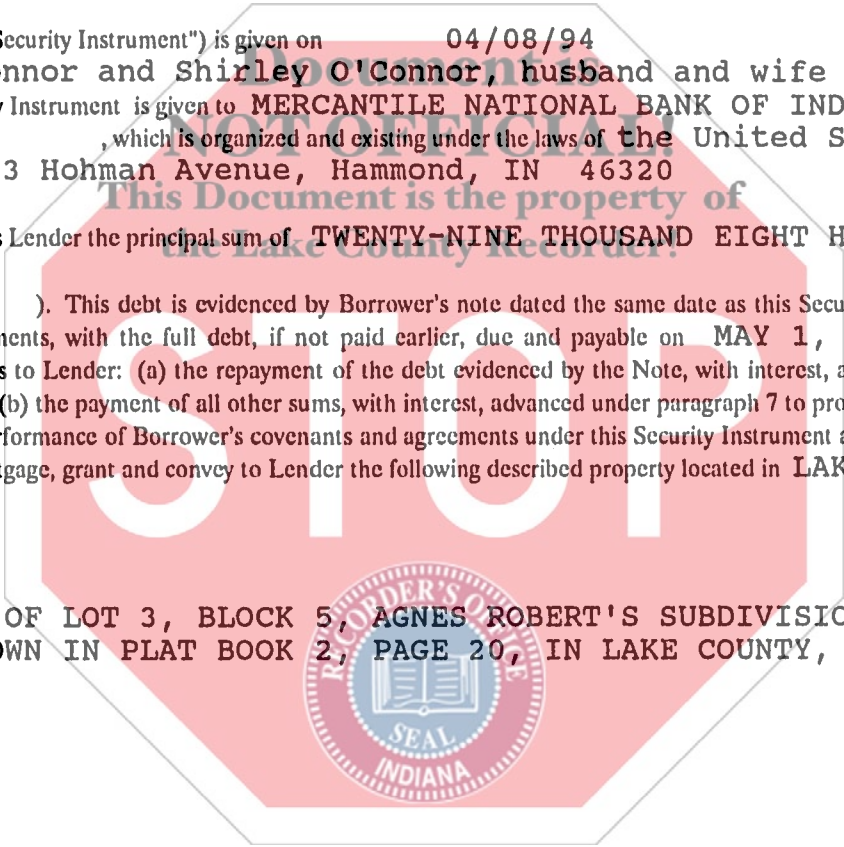 Security Instrument") is given on 04/08/94
nnor and Shirley O'Connor, husband and wife
Instrument is given to MERCANTILE NATIONAL BANK OF IND
, which is organized and existing under the laws of the United S
3 Hohman Avenue, Hammond, IN 46320
Lender the principal sum of TWENTY-NINE THOUSAND EIGHT H
). This debt is evidenced by Borrower's note dated the same date as this Secu
ments, with the full debt, if not paid earlier, due and payable on MAY 1,
s to Lender: (a) the repayment of the debt evidenced by the Note, with interest, a
(b) the payment of all other sums, with interest, advanced under paragraph 7 to pro
rformance of Borrower's covenants and agreements under this Security Instrument a
gage, grant and convey to Lender the following described property located in LAK
OF LOT 3, BLOCK 5, AGNES ROBERT'S SUBDIVISIO
OWN IN PLAT BOOK 2, PAGE 20, IN LAKE COUNTY,
Document is
NOT OFFICIAL!
This Document is the property of
the Lake County Recorder!
STOP
RECORDER'S OFFICE
SEAL
INDIANA